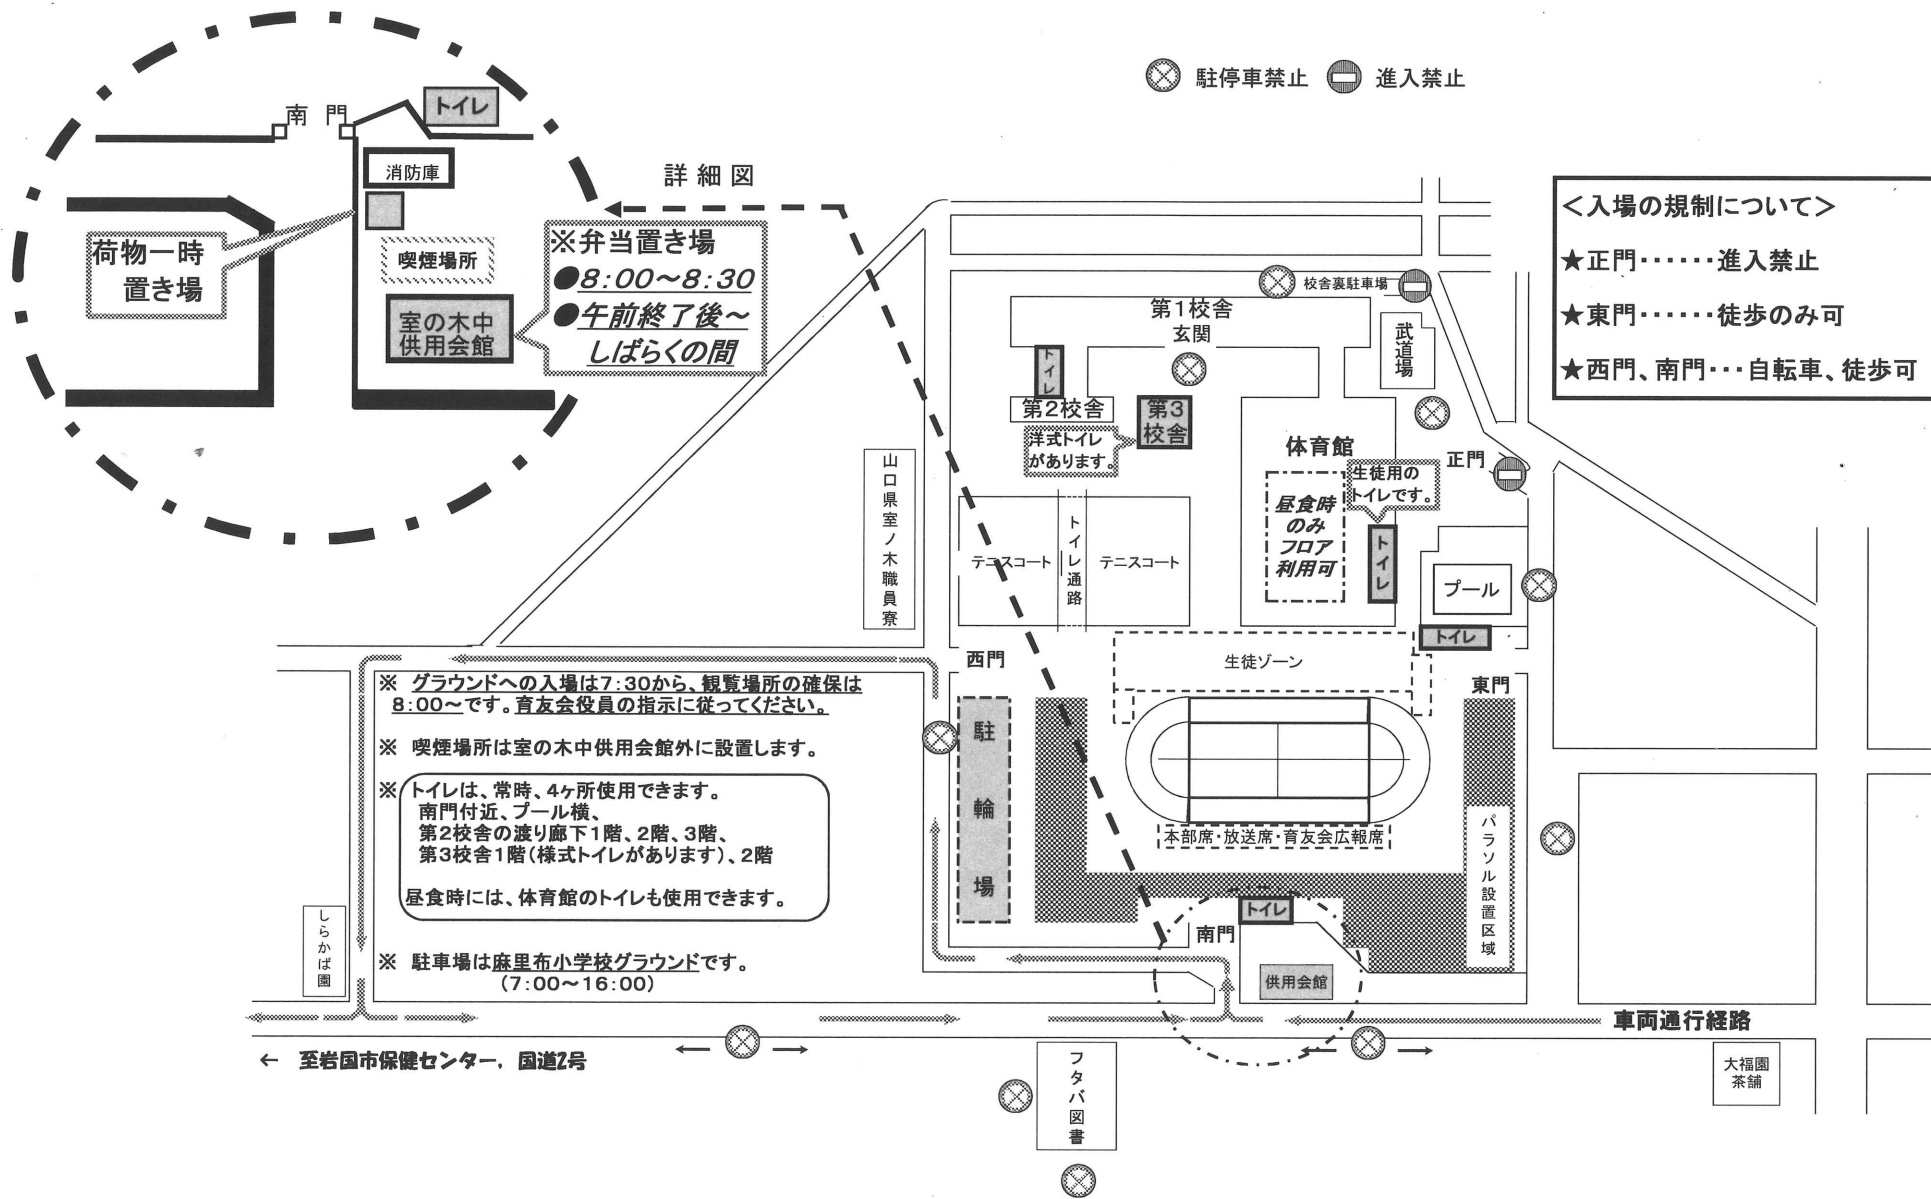 駐停車禁止
進入禁止
南門
トイレ
消防庫
荷物一時
置き場
喫煙場所
室の木中
供用会館
詳細図
※弁当置き場
●8:00～8:30
●午前終了後～
しばらくの間
＜入場の規制について＞
★正門‥‥‥進入禁止
★東門‥‥‥徒歩のみ可
★西門、南門‥・自転車、徒歩可
校舎裏駐車場
第1校舎
玄関
武道場
トイレ
第2校舎
第3
校舎
洋式トイレ
があります。
体育館
生徒用の
トイレです。
正門
昼食時
のみ
フロア
利用可
トイレ
プール
トイレ
山口県室ノ木職員寮
テニスコート
トイレ通路
テニスコート
西門
生徒ゾーン
東門
駐輪場
本部席・放送席・育友会広報席
パラソル設置区域
トイレ
南門
供用会館
※ グラウンドへの入場は7:30から、観覧場所の確保は
8:00～です。育友会役員の指示に従ってください。
※ 喫煙場所は室の木中供用会館外に設置します。
※ トイレは、常時、4ヶ所使用できます。
南門付近、プール横、
第2校舎の渡り廊下1階、2階、3階、
第3校舎1階(様式トイレがあります)、2階
昼食時には、体育館のトイレも使用できます。
※ 駐車場は麻里布小学校グラウンドです。
(7:00～16:00)
しらかば園
車両通行経路
← 至岩国市保健センター, 国道2号
フタバ図書
大福園
茶舗